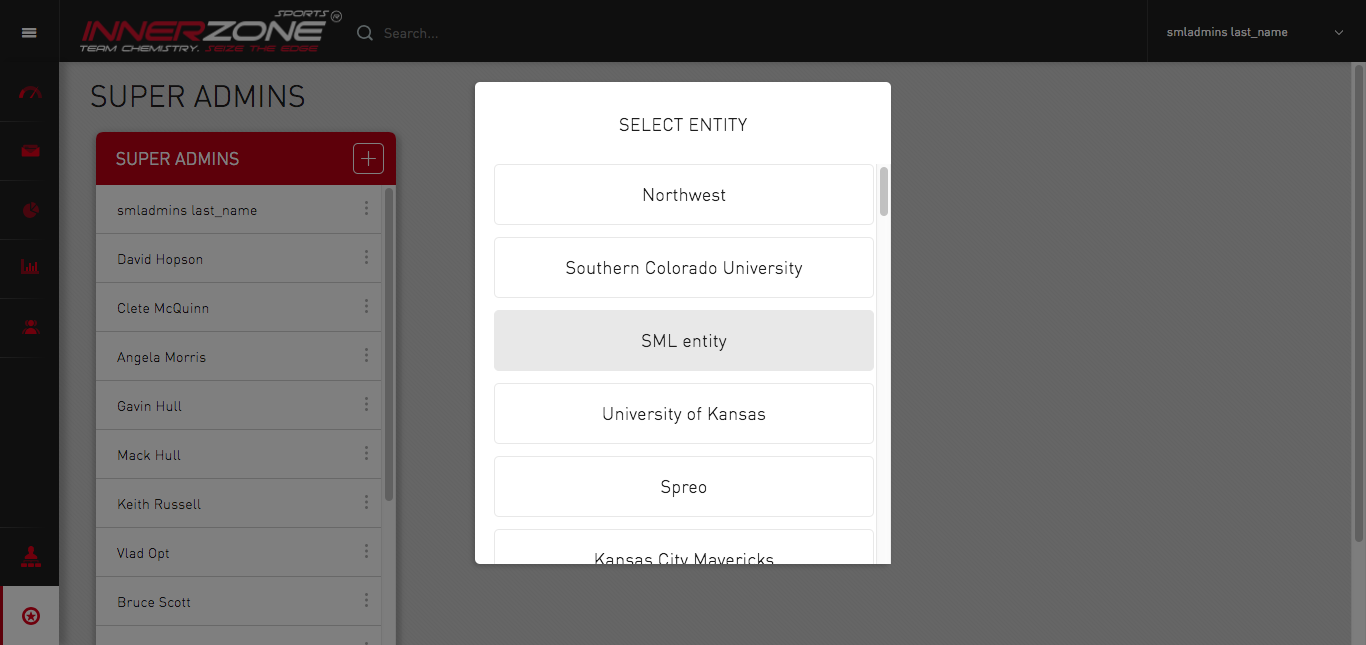 SPORTS
INNERZONE
TEAM CHEMISTRY. SEIZE THE EDGE
Search...
smladmins last_name
SUPER ADMINS
SUPER ADMINS
smladmins last_name
David Hopson
Clete McQuinn
Angela Morris
Gavin Hull
Mack Hull
Keith Russell
Vlad Opt
Bruce Scott
SELECT ENTITY
Northwest
Southern Colorado University
SML entity
University of Kansas
Spreo
Kansas City Mavericks